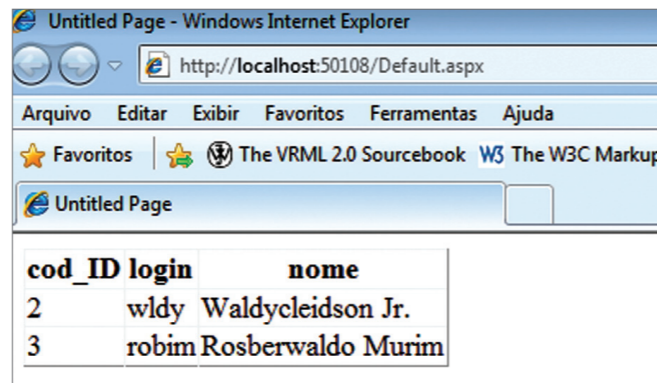 Untitled Page - Windows Internet Explorer
http://localhost:50108/Default.aspx
Arquivo Editar Exibir Favoritos Ferramentas Ajuda
Favoritos The VRML 2.0 Sourcebook W3 The W3C Markup
Untitled Page
cod_ID login nome
2 wldy Waldycleidson Jr.
3 robim Rosberwaldo Murim